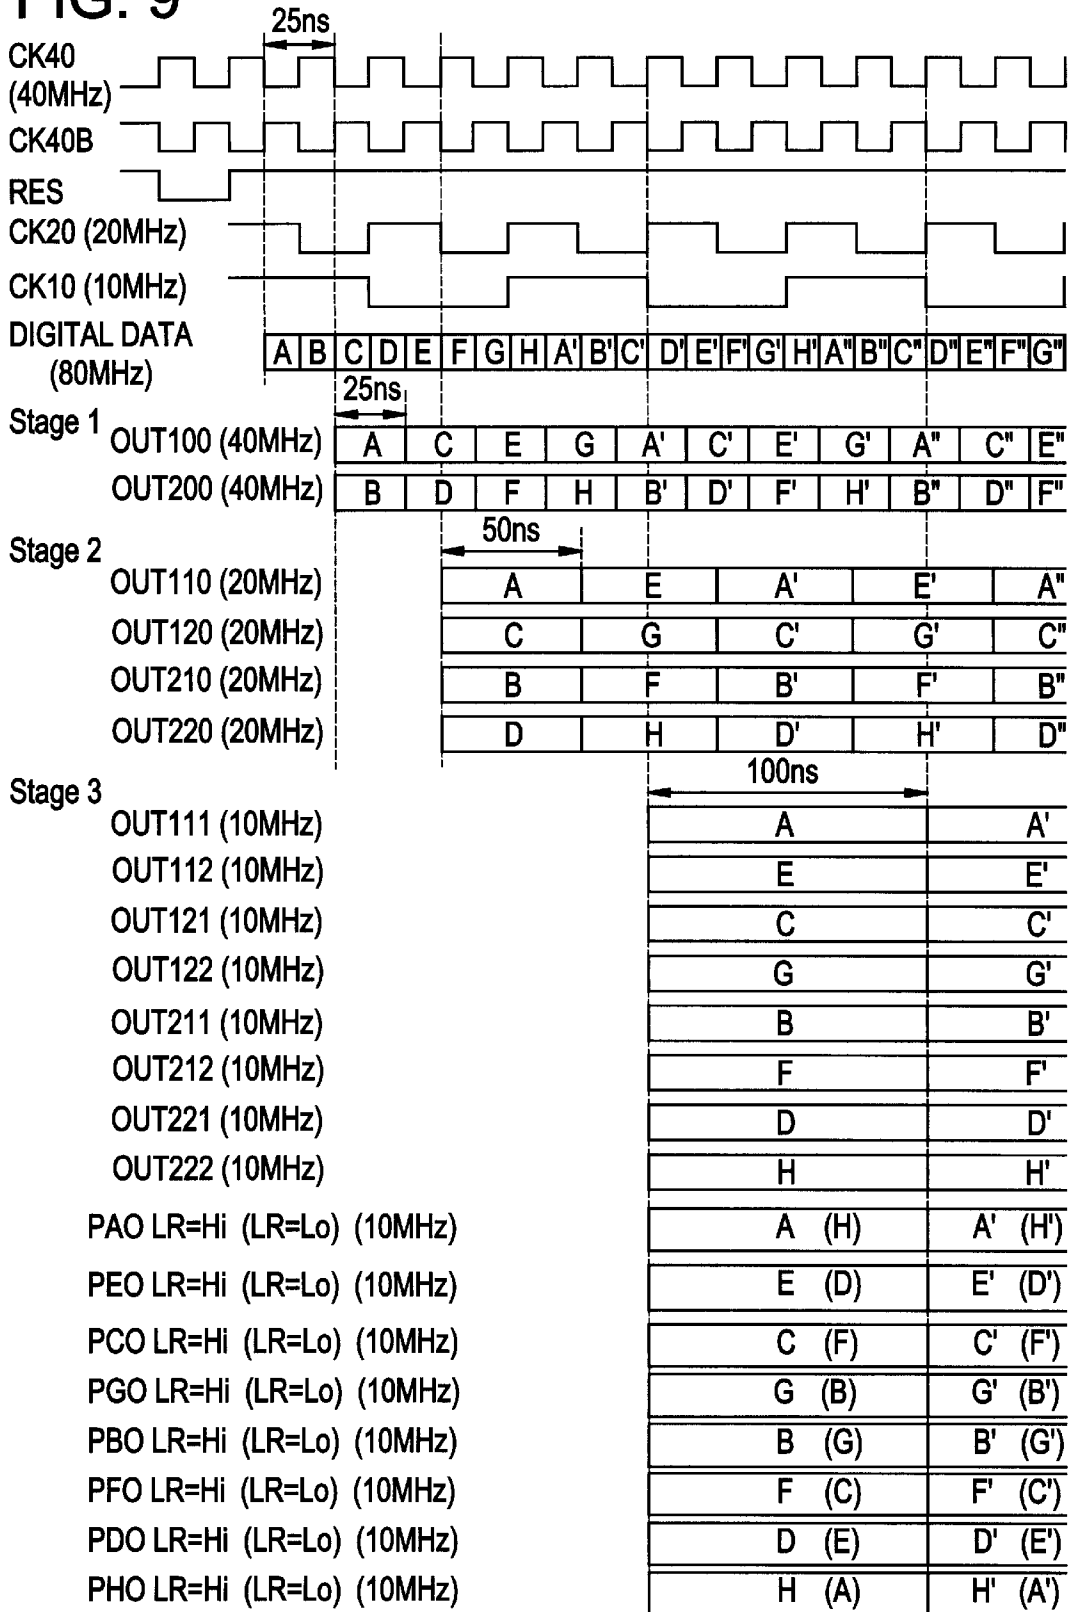 FIG. 9
25ns
CK40
(40MHz)
CK40B
RES
CK20 (20MHz)
CK10 (10MHz)
DIGITAL DATA
(80MHz)
A B C D E F G H A' B' C' D' E' F' G' H' A" B" C" D" E" F" G"
25ns
Stage 1
OUT100 (40MHz) A C E G A' C' E' G' A" C" E"
OUT200 (40MHz) B D F H B' D' F' H' B" D" F"
50ns
Stage 2
OUT110 (20MHz) A E A' E' A"
OUT120 (20MHz) C G C' G' C"
OUT210 (20MHz) B F B' F' B"
OUT220 (20MHz) D H D' H' D"
100ns
Stage 3
OUT111 (10MHz) A A'
OUT112 (10MHz) E E'
OUT121 (10MHz) C C'
OUT122 (10MHz) G G'
OUT211 (10MHz) B B'
OUT212 (10MHz) F F'
OUT221 (10MHz) D D'
OUT222 (10MHz) H H'
PAO LR=Hi (LR=Lo) (10MHz) A (H) A' (H')
PEO LR=Hi (LR=Lo) (10MHz) E (D) E' (D')
PCO LR=Hi (LR=Lo) (10MHz) C (F) C' (F')
PGO LR=Hi (LR=Lo) (10MHz) G (B) G' (B')
PBO LR=Hi (LR=Lo) (10MHz) B (G) B' (G')
PFO LR=Hi (LR=Lo) (10MHz) F (C) F' (C')
PDO LR=Hi (LR=Lo) (10MHz) D (E) D' (E')
PHO LR=Hi (LR=Lo) (10MHz) H (A) H' (A')